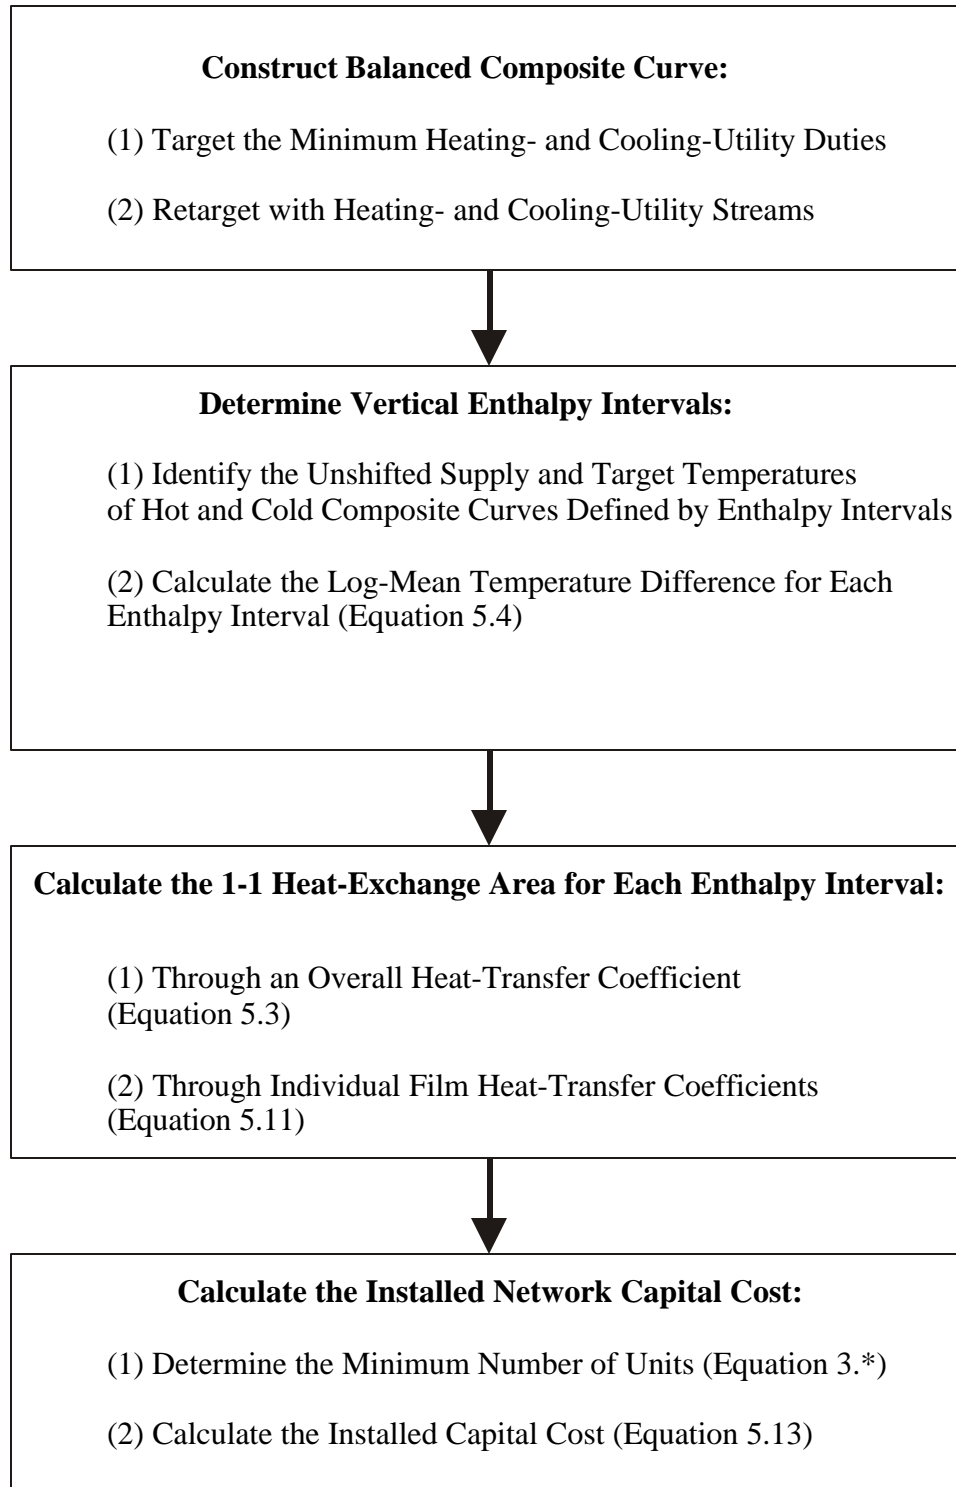 Construct Balanced Composite Curve:
(1) Target the Minimum Heating- and Cooling-Utility Duties
(2) Retarget with Heating- and Cooling-Utility Streams
Determine Vertical Enthalpy Intervals:
(1) Identify the Unshifted Supply and Target Temperatures
of Hot and Cold Composite Curves Defined by Enthalpy Intervals
(2) Calculate the Log-Mean Temperature Difference for Each
Enthalpy Interval (Equation 5.4)
Calculate the 1-1 Heat-Exchange Area for Each Enthalpy Interval:
(1) Through an Overall Heat-Transfer Coefficient
(Equation 5.3)
(2) Through Individual Film Heat-Transfer Coefficients
(Equation 5.11)
Calculate the Installed Network Capital Cost:
(1) Determine the Minimum Number of Units (Equation 3.*)
(2) Calculate the Installed Capital Cost (Equation 5.13)